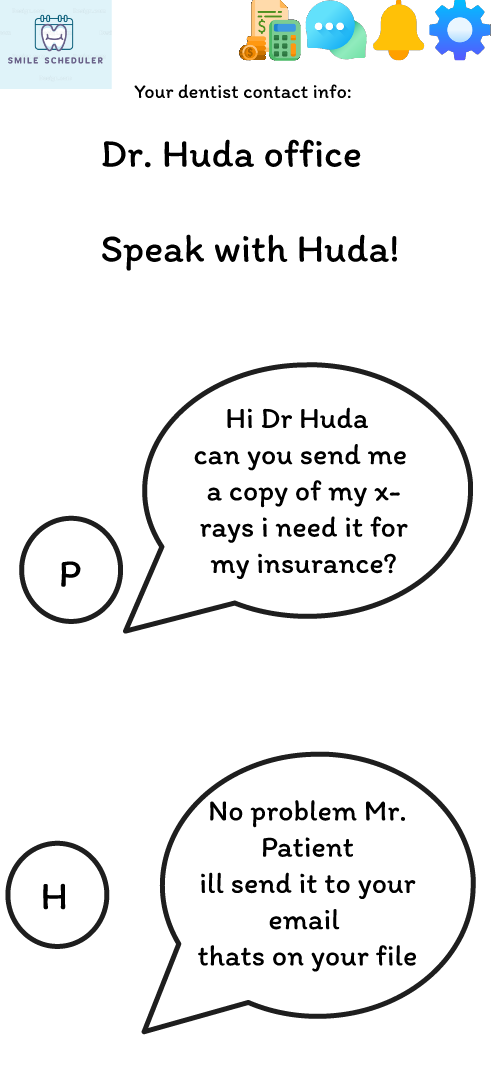 SMILE SCHEDULER
$
Your dentist contact info:
Dr. Huda office
Speak with Huda!
Hi Dr Huda
can you send me
a copy of my x-
rays i need it for
my insurance?
P
No problem Mr.
Patient
ill send it to your
email
thats on your file
H